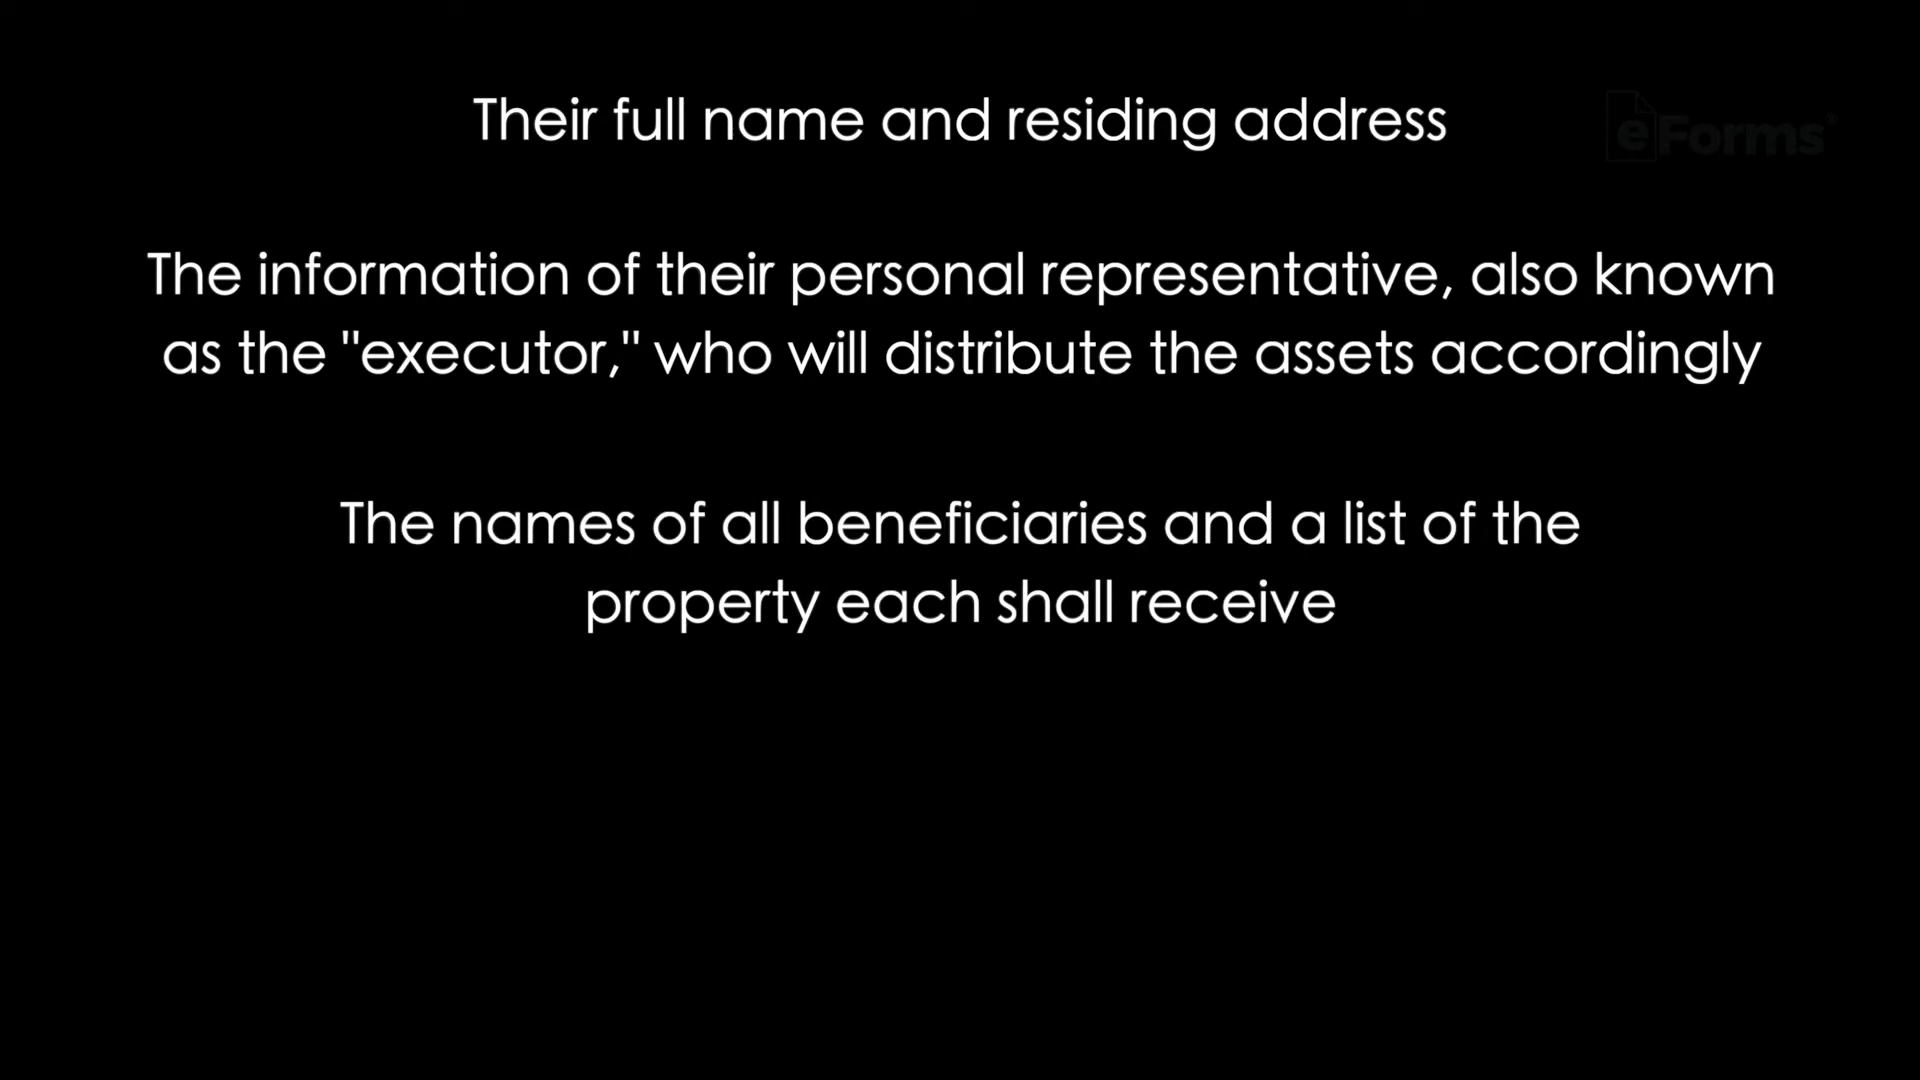 Their full name and residing address
eForms®
The information of their personal representative, also known
as the "executor," who will distribute the assets accordingly
The names of all beneficiaries and a list of the
property each shall receive